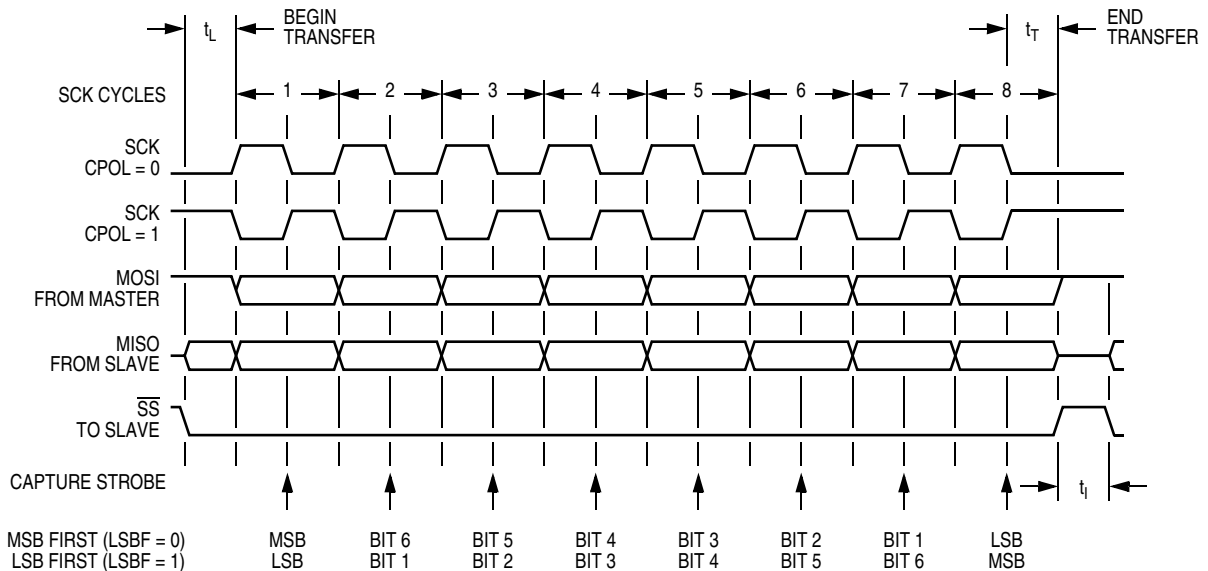 BEGIN TRANSFER
t_L
t_T
END TRANSFER
SCK CYCLES 1 2 3 4 5 6 7 8
SCK
CPOL = 0
SCK
CPOL = 1
MOSI
FROM MASTER
MISO
FROM SLAVE
SS
TO SLAVE
CAPTURE STROBE
t_I
MSB FIRST (LSBF = 0) MSB BIT 6 BIT 5 BIT 4 BIT 3 BIT 2 BIT 1 LSB
LSB FIRST (LSBF = 1) LSB BIT 1 BIT 2 BIT 3 BIT 4 BIT 5 BIT 6 MSB